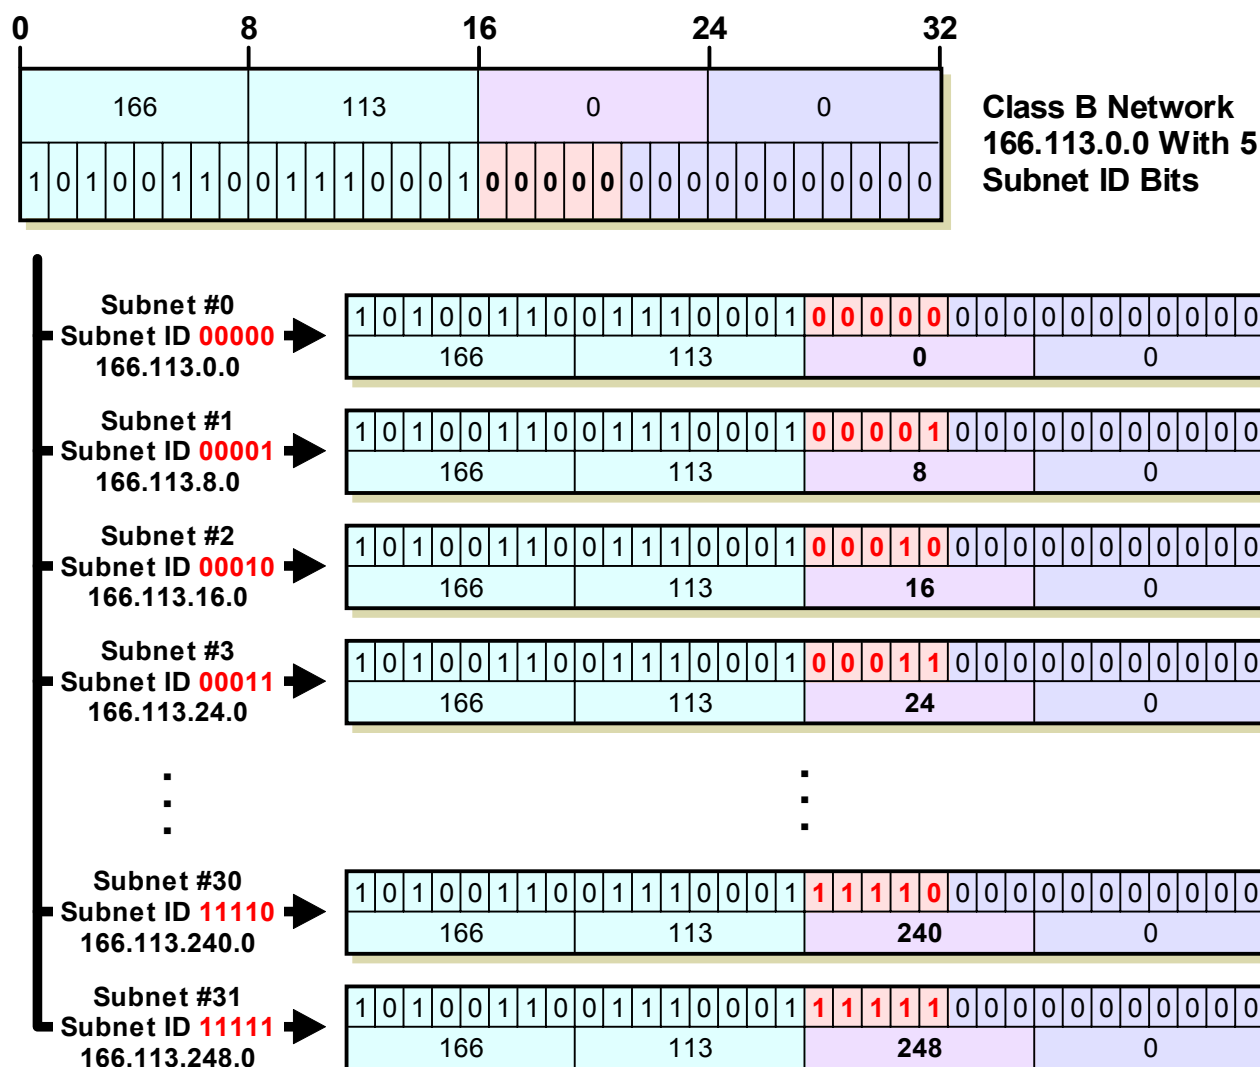 0 8 16 24 32
166 113 0 0
1 0 1 0 0 1 1 0 0 1 1 1 0 0 0 1 0 0 0 0 0 0 0 0 0 0 0 0 0 0 0 0
Class B Network
166.113.0.0 With 5
Subnet ID Bits
Subnet #0
Subnet ID 00000
166.113.0.0
1 0 1 0 0 1 1 0 0 1 1 1 0 0 0 1 0 0 0 0 0 0 0 0 0 0 0 0 0 0 0 0
166 113 0 0
Subnet #1
Subnet ID 00001
166.113.8.0
1 0 1 0 0 1 1 0 0 1 1 1 0 0 0 1 0 0 0 0 1 0 0 0 0 0 0 0 0 0 0 0
166 113 8 0
Subnet #2
Subnet ID 00010
166.113.16.0
1 0 1 0 0 1 1 0 0 1 1 1 0 0 0 1 0 0 0 1 0 0 0 0 0 0 0 0 0 0 0 0
166 113 16 0
Subnet #3
Subnet ID 00011
166.113.24.0
1 0 1 0 0 1 1 0 0 1 1 1 0 0 0 1 0 0 0 1 1 0 0 0 0 0 0 0 0 0 0 0
166 113 24 0
Subnet #30
Subnet ID 11110
166.113.240.0
1 0 1 0 0 1 1 0 0 1 1 1 0 0 0 1 1 1 1 1 0 0 0 0 0 0 0 0 0 0 0 0
166 113 240 0
Subnet #31
Subnet ID 11111
166.113.248.0
1 0 1 0 0 1 1 0 0 1 1 1 0 0 0 1 1 1 1 1 1 0 0 0 0 0 0 0 0 0 0 0
166 113 248 0